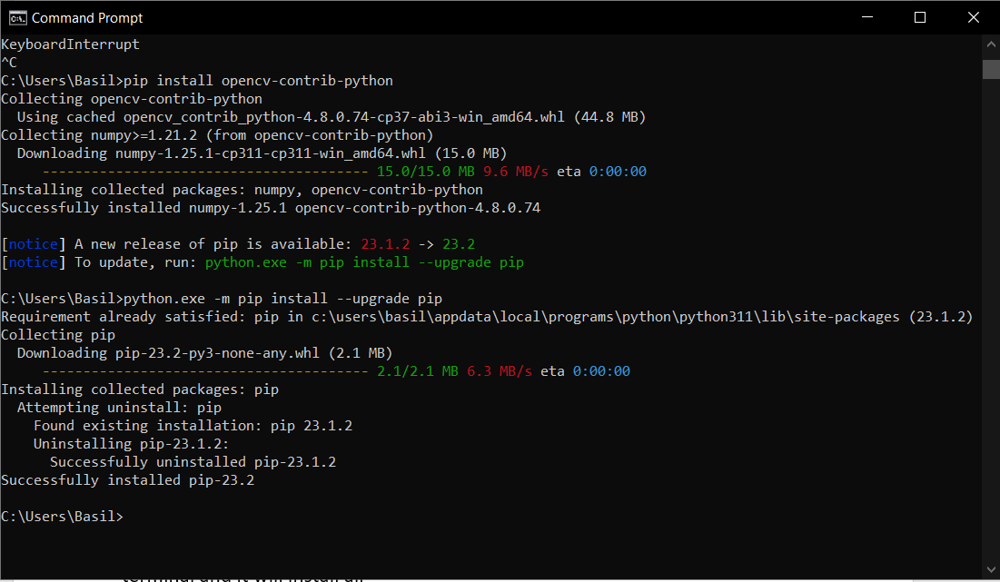 Command Prompt
KeyboardInterrupt
^C
C:\Users\Basil>pip install opencv-contrib-python
Collecting opencv-contrib-python
  Using cached opencv_contrib_python-4.8.0.74-cp37-abi3-win_amd64.whl (44.8 MB)
Collecting numpy>=1.21.2 (from opencv-contrib-python)
  Downloading numpy-1.25.1-cp311-cp311-win_amd64.whl (15.0 MB)
     ---------------------------------------- 15.0/15.0 MB 9.6 MB/s eta 0:00:00
Installing collected packages: numpy, opencv-contrib-python
Successfully installed numpy-1.25.1 opencv-contrib-python-4.8.0.74

[notice] A new release of pip is available: 23.1.2 -> 23.2
[notice] To update, run: python.exe -m pip install --upgrade pip

C:\Users\Basil>python.exe -m pip install --upgrade pip
Requirement already satisfied: pip in c:\users\basil\appdata\local\programs\python\python311\lib\site-packages (23.1.2)
Collecting pip
  Downloading pip-23.2-py3-none-any.whl (2.1 MB)
     ---------------------------------------- 2.1/2.1 MB 6.3 MB/s eta 0:00:00
Installing collected packages: pip
  Attempting uninstall: pip
    Found existing installation: pip 23.1.2
    Uninstalling pip-23.1.2:
      Successfully uninstalled pip-23.1.2
Successfully installed pip-23.2

C:\Users\Basil>
terminal and it will install all